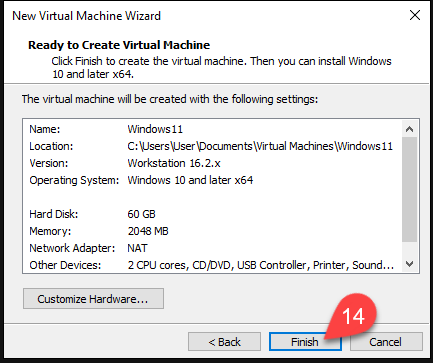 New Virtual Machine Wizard
Ready to Create Virtual Machine
Click Finish to create the virtual machine. Then you can install Windows
10 and later x64.
The virtual machine will be created with the following settings:
Name: Windows11
Location: C:\Users\User\Documents\Virtual Machines\Windows11
Version: Workstation 16.2.x
Operating System: Windows 10 and later x64
Hard Disk: 60 GB
Memory: 2048 MB
Network Adapter: NAT
Other Devices: 2 CPU cores, CD/DVD, USB Controller, Printer, Sound...
Customize Hardware...
14
< Back Finish Cancel